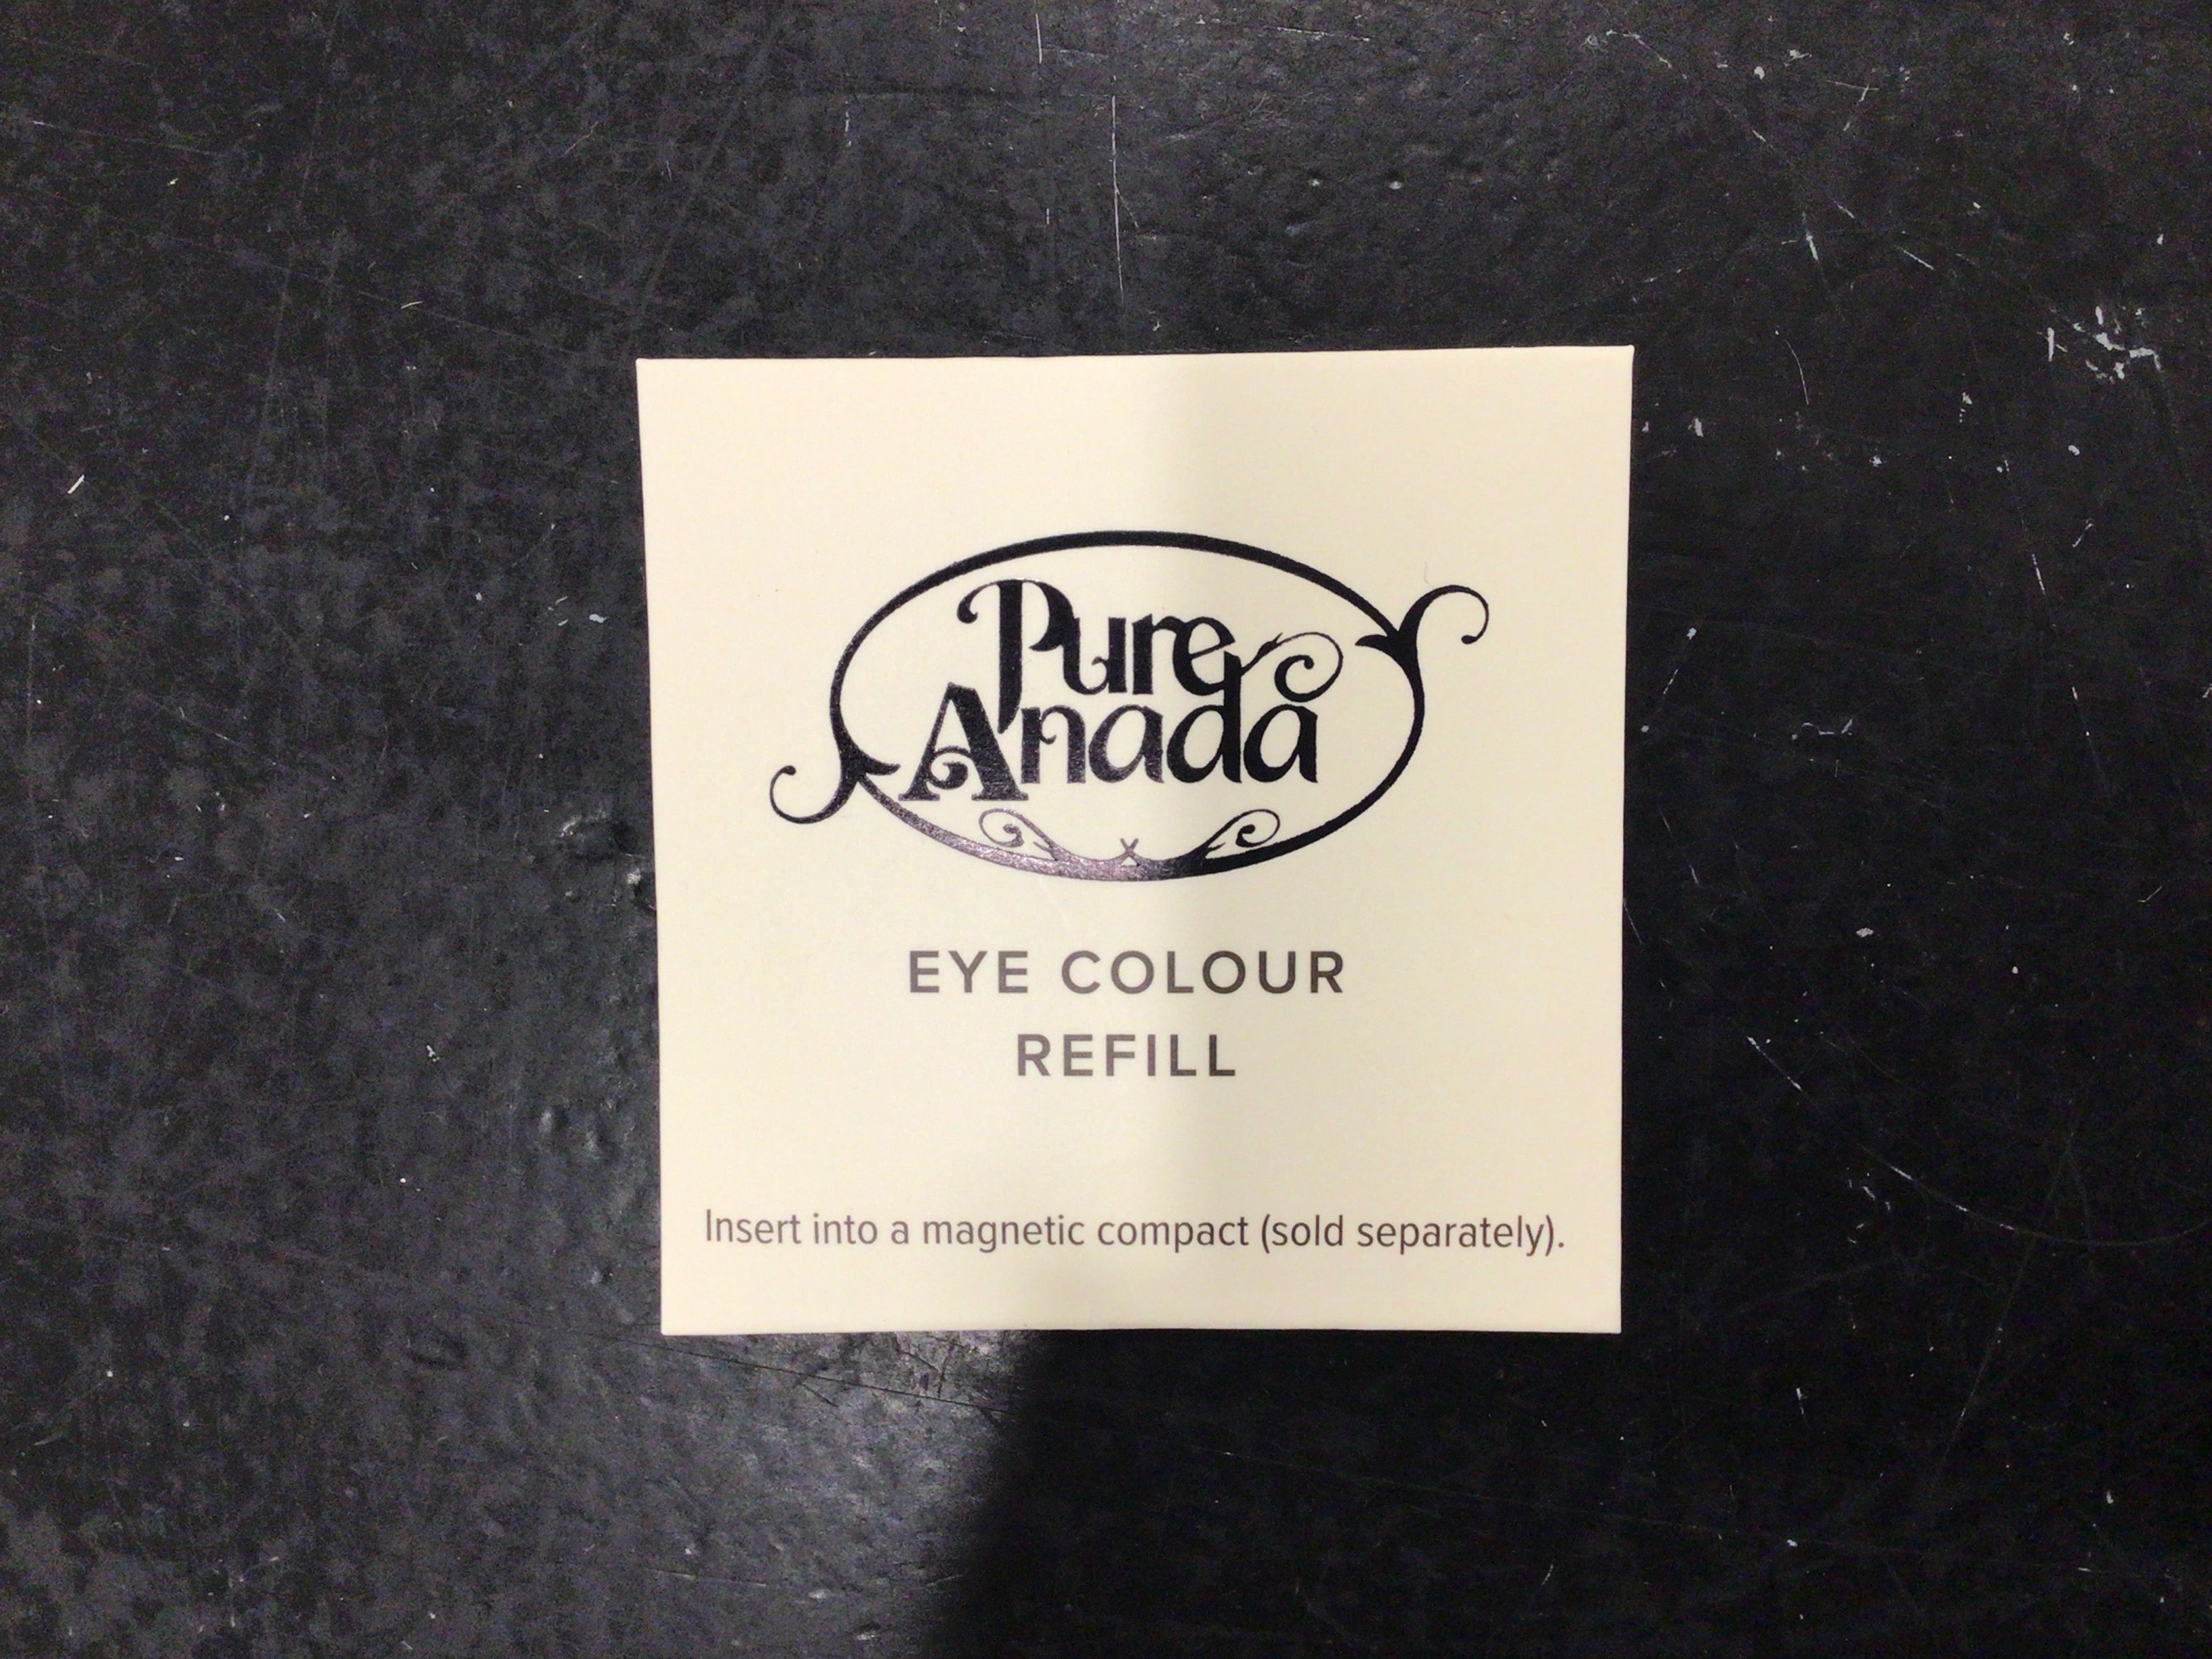 Pure
Anada
EYE COLOUR
REFILL
Insert into a magnetic compact (sold separately).